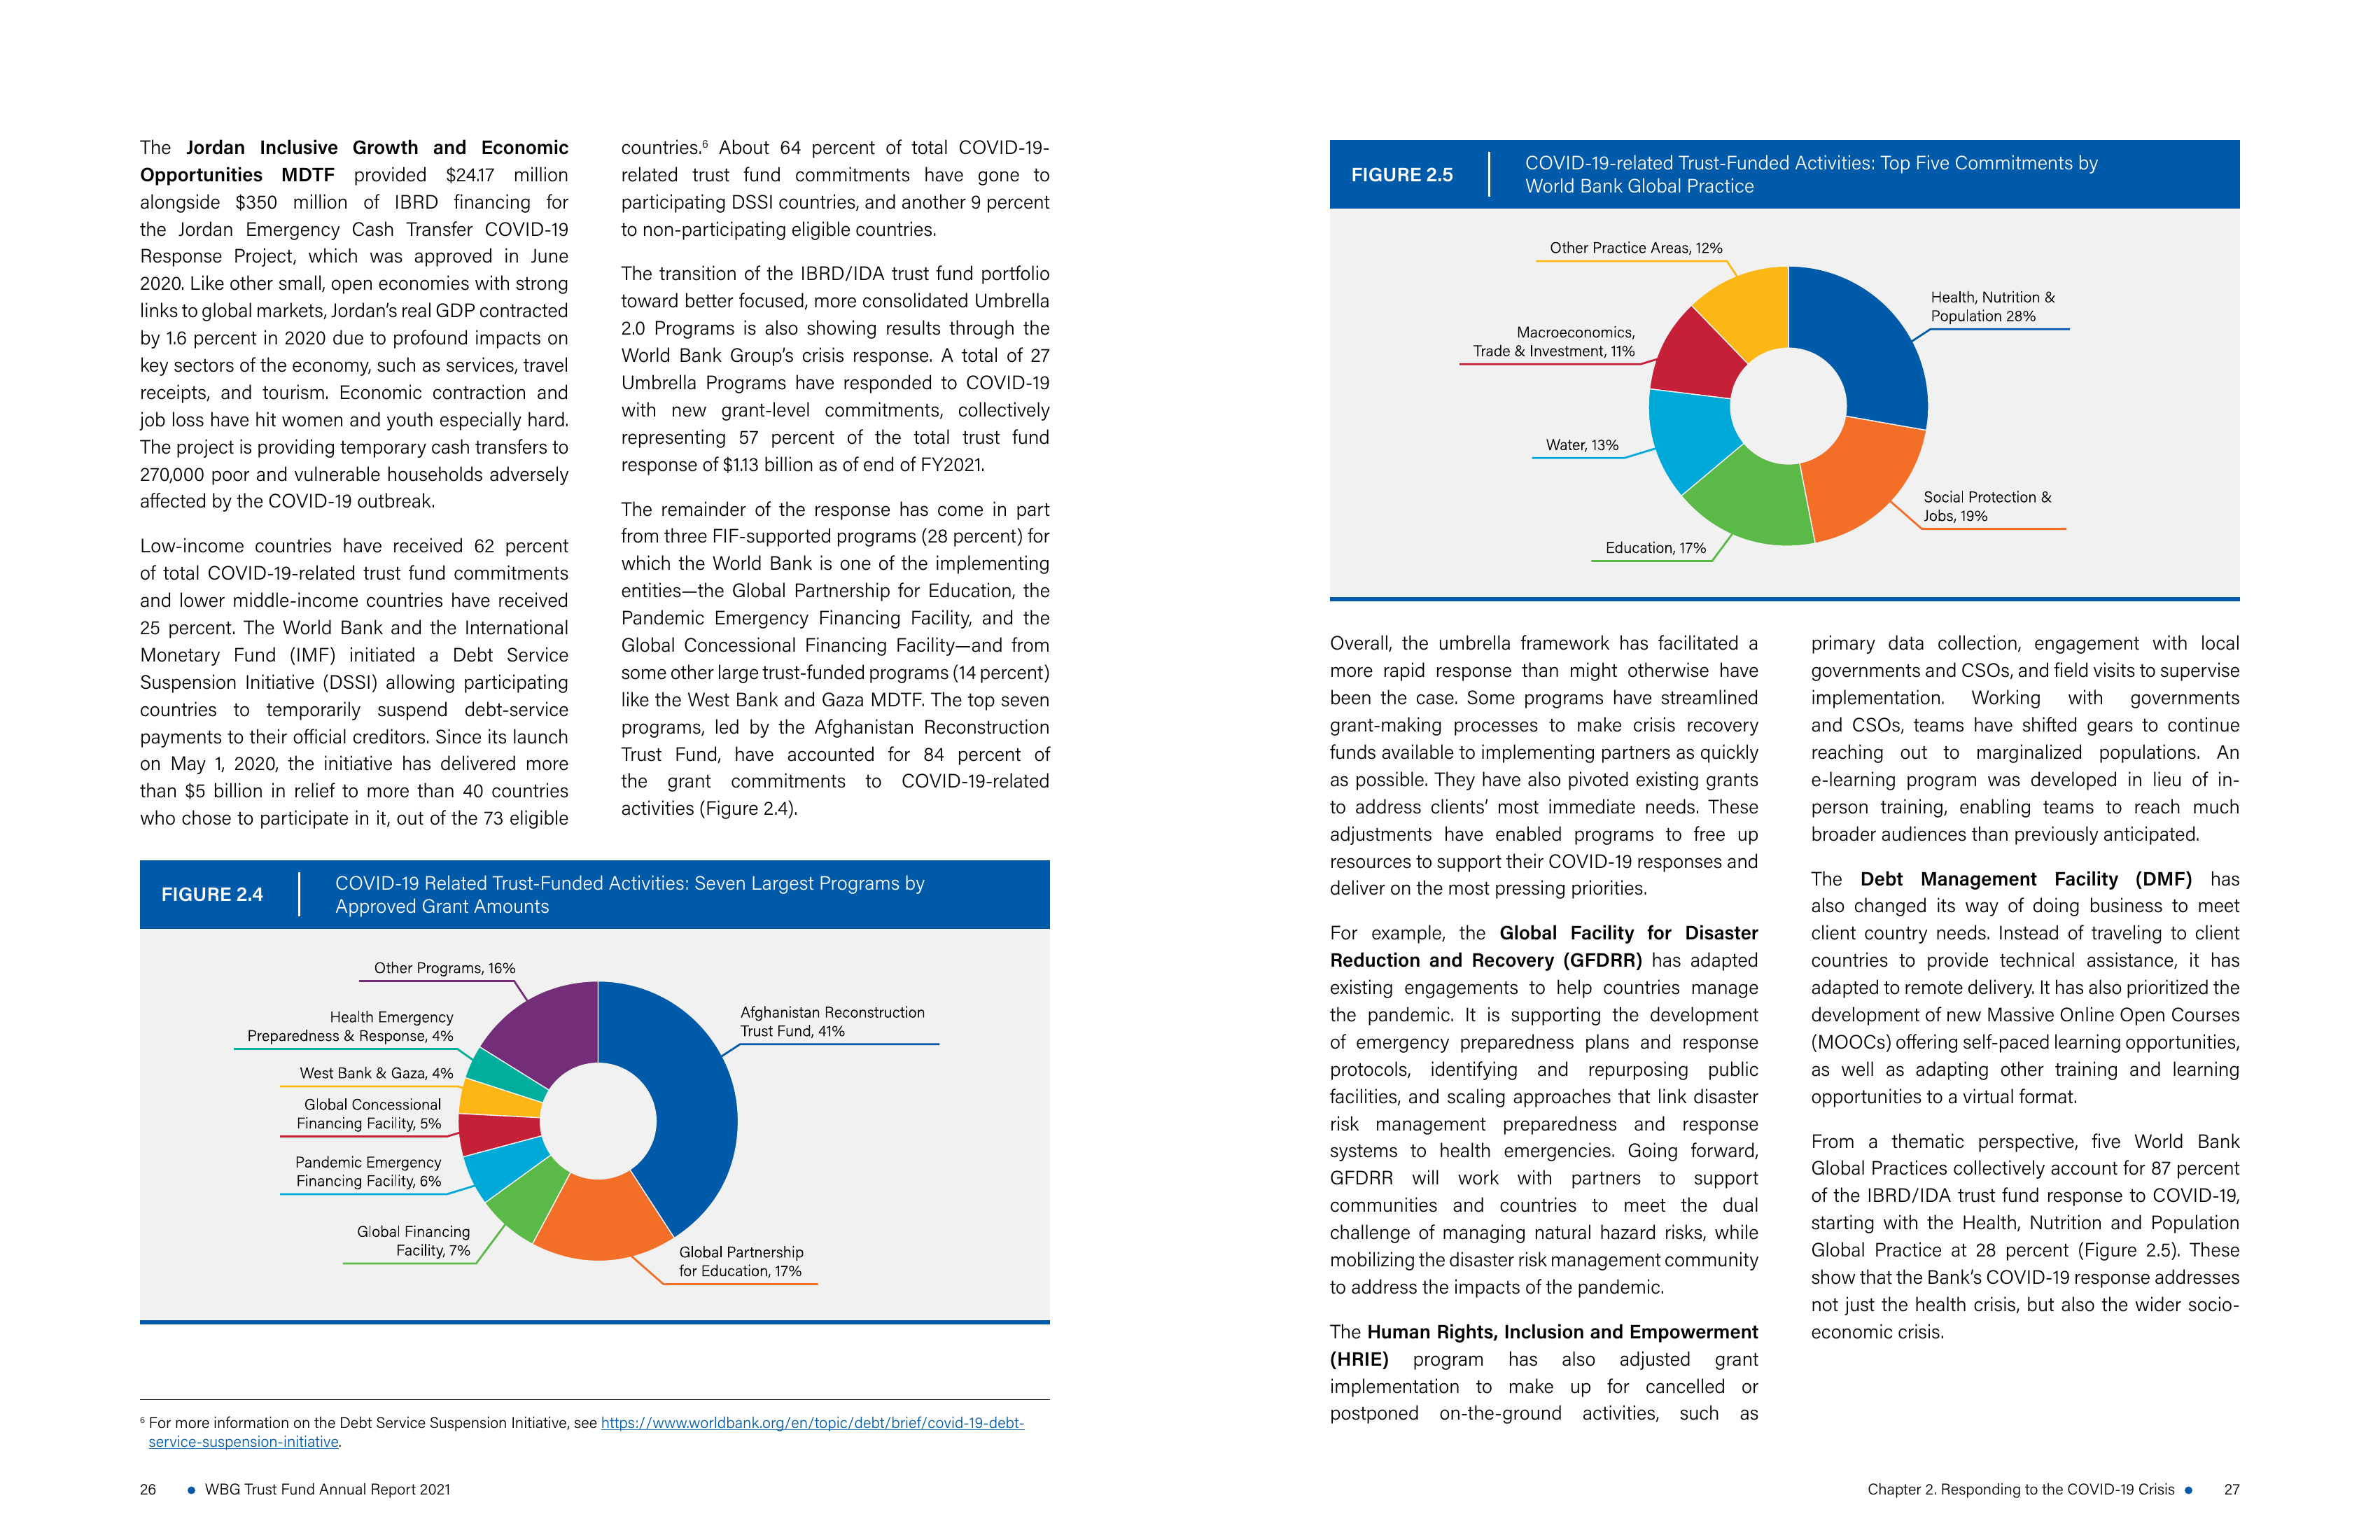 The Jordan Inclusive Growth and Economic
Opportunities MDTF provided $24.17 million
alongside $350 million of IBRD financing for
the Jordan Emergency Cash Transfer COVID-19
Response Project, which was approved in June
2020. Like other small, open economies with strong
links to global markets, Jordan’s real GDP contracted
by 1.6 percent in 2020 due to profound impacts on
key sectors of the economy, such as services, travel
receipts, and tourism. Economic contraction and
job loss have hit women and youth especially hard.
The project is providing temporary cash transfers to
270,000 poor and vulnerable households adversely
affected by the COVID-19 outbreak.
Low-income countries have received 62 percent
of total COVID-19-related trust fund commitments
and lower middle-income countries have received
25 percent. The World Bank and the International
Monetary Fund (IMF) initiated a Debt Service
Suspension Initiative (DSSI) allowing participating
countries to temporarily suspend debt-service
payments to their official creditors. Since its launch
on May 1, 2020, the initiative has delivered more
than $5 billion in relief to more than 40 countries
who chose to participate in it, out of the 73 eligible
countries.⁶ About 64 percent of total COVID-19-
related trust fund commitments have gone to
participating DSSI countries, and another 9 percent
to non-participating eligible countries.
The transition of the IBRD/IDA trust fund portfolio
toward better focused, more consolidated Umbrella
2.0 Programs is also showing results through the
World Bank Group’s crisis response. A total of 27
Umbrella Programs have responded to COVID-19
with new grant-level commitments, collectively
representing 57 percent of the total trust fund
response of $1.13 billion as of end of FY2021.
The remainder of the response has come in part
from three FIF-supported programs (28 percent) for
which the World Bank is one of the implementing
entities—the Global Partnership for Education, the
Pandemic Emergency Financing Facility, and the
Global Concessional Financing Facility—and from
some other large trust-funded programs (14 percent)
like the West Bank and Gaza MDTF. The top seven
programs, led by the Afghanistan Reconstruction
Trust Fund, have accounted for 84 percent of
the grant commitments to COVID-19-related
activities (Figure 2.4).
FIGURE 2.4
COVID-19 Related Trust-Funded Activities: Seven Largest Programs by
Approved Grant Amounts
Other Programs, 16%
Health Emergency
Preparedness & Response, 4%
West Bank & Gaza, 4%
Global Concessional
Financing Facility, 5%
Pandemic Emergency
Financing Facility, 6%
Global Financing
Facility, 7%
Afghanistan Reconstruction
Trust Fund, 41%
Global Partnership
for Education, 17%
⁶ For more information on the Debt Service Suspension Initiative, see https://www.worldbank.org/en/topic/debt/brief/covid-19-debt-
service-suspension-initiative.
26 • WBG Trust Fund Annual Report 2021
FIGURE 2.5
COVID-19-related Trust-Funded Activities: Top Five Commitments by
World Bank Global Practice
Other Practice Areas, 12%
Macroeconomics,
Trade & Investment, 11%
Water, 13%
Education, 17%
Health, Nutrition &
Population 28%
Social Protection &
Jobs, 19%
Overall, the umbrella framework has facilitated a
more rapid response than might otherwise have
been the case. Some programs have streamlined
grant-making processes to make crisis recovery
funds available to implementing partners as quickly
as possible. They have also pivoted existing grants
to address clients’ most immediate needs. These
adjustments have enabled programs to free up
resources to support their COVID-19 responses and
deliver on the most pressing priorities.
For example, the Global Facility for Disaster
Reduction and Recovery (GFDRR) has adapted
existing engagements to help countries manage
the pandemic. It is supporting the development
of emergency preparedness plans and response
protocols, identifying and repurposing public
facilities, and scaling approaches that link disaster
risk management preparedness and response
systems to health emergencies. Going forward,
GFDRR will work with partners to support
communities and countries to meet the dual
challenge of managing natural hazard risks, while
mobilizing the disaster risk management community
to address the impacts of the pandemic.
The Human Rights, Inclusion and Empowerment
(HRIE) program has also adjusted grant
implementation to make up for cancelled or
postponed on-the-ground activities, such as
primary data collection, engagement with local
governments and CSOs, and field visits to supervise
implementation. Working with governments
and CSOs, teams have shifted gears to continue
reaching out to marginalized populations. An
e-learning program was developed in lieu of in-
person training, enabling teams to reach much
broader audiences than previously anticipated.
The Debt Management Facility (DMF) has
also changed its way of doing business to meet
client country needs. Instead of traveling to client
countries to provide technical assistance, it has
adapted to remote delivery. It has also prioritized the
development of new Massive Online Open Courses
(MOOCs) offering self-paced learning opportunities,
as well as adapting other training and learning
opportunities to a virtual format.
From a thematic perspective, five World Bank
Global Practices collectively account for 87 percent
of the IBRD/IDA trust fund response to COVID-19,
starting with the Health, Nutrition and Population
Global Practice at 28 percent (Figure 2.5). These
show that the Bank’s COVID-19 response addresses
not just the health crisis, but also the wider socio-
economic crisis.
Chapter 2. Responding to the COVID-19 Crisis • 27